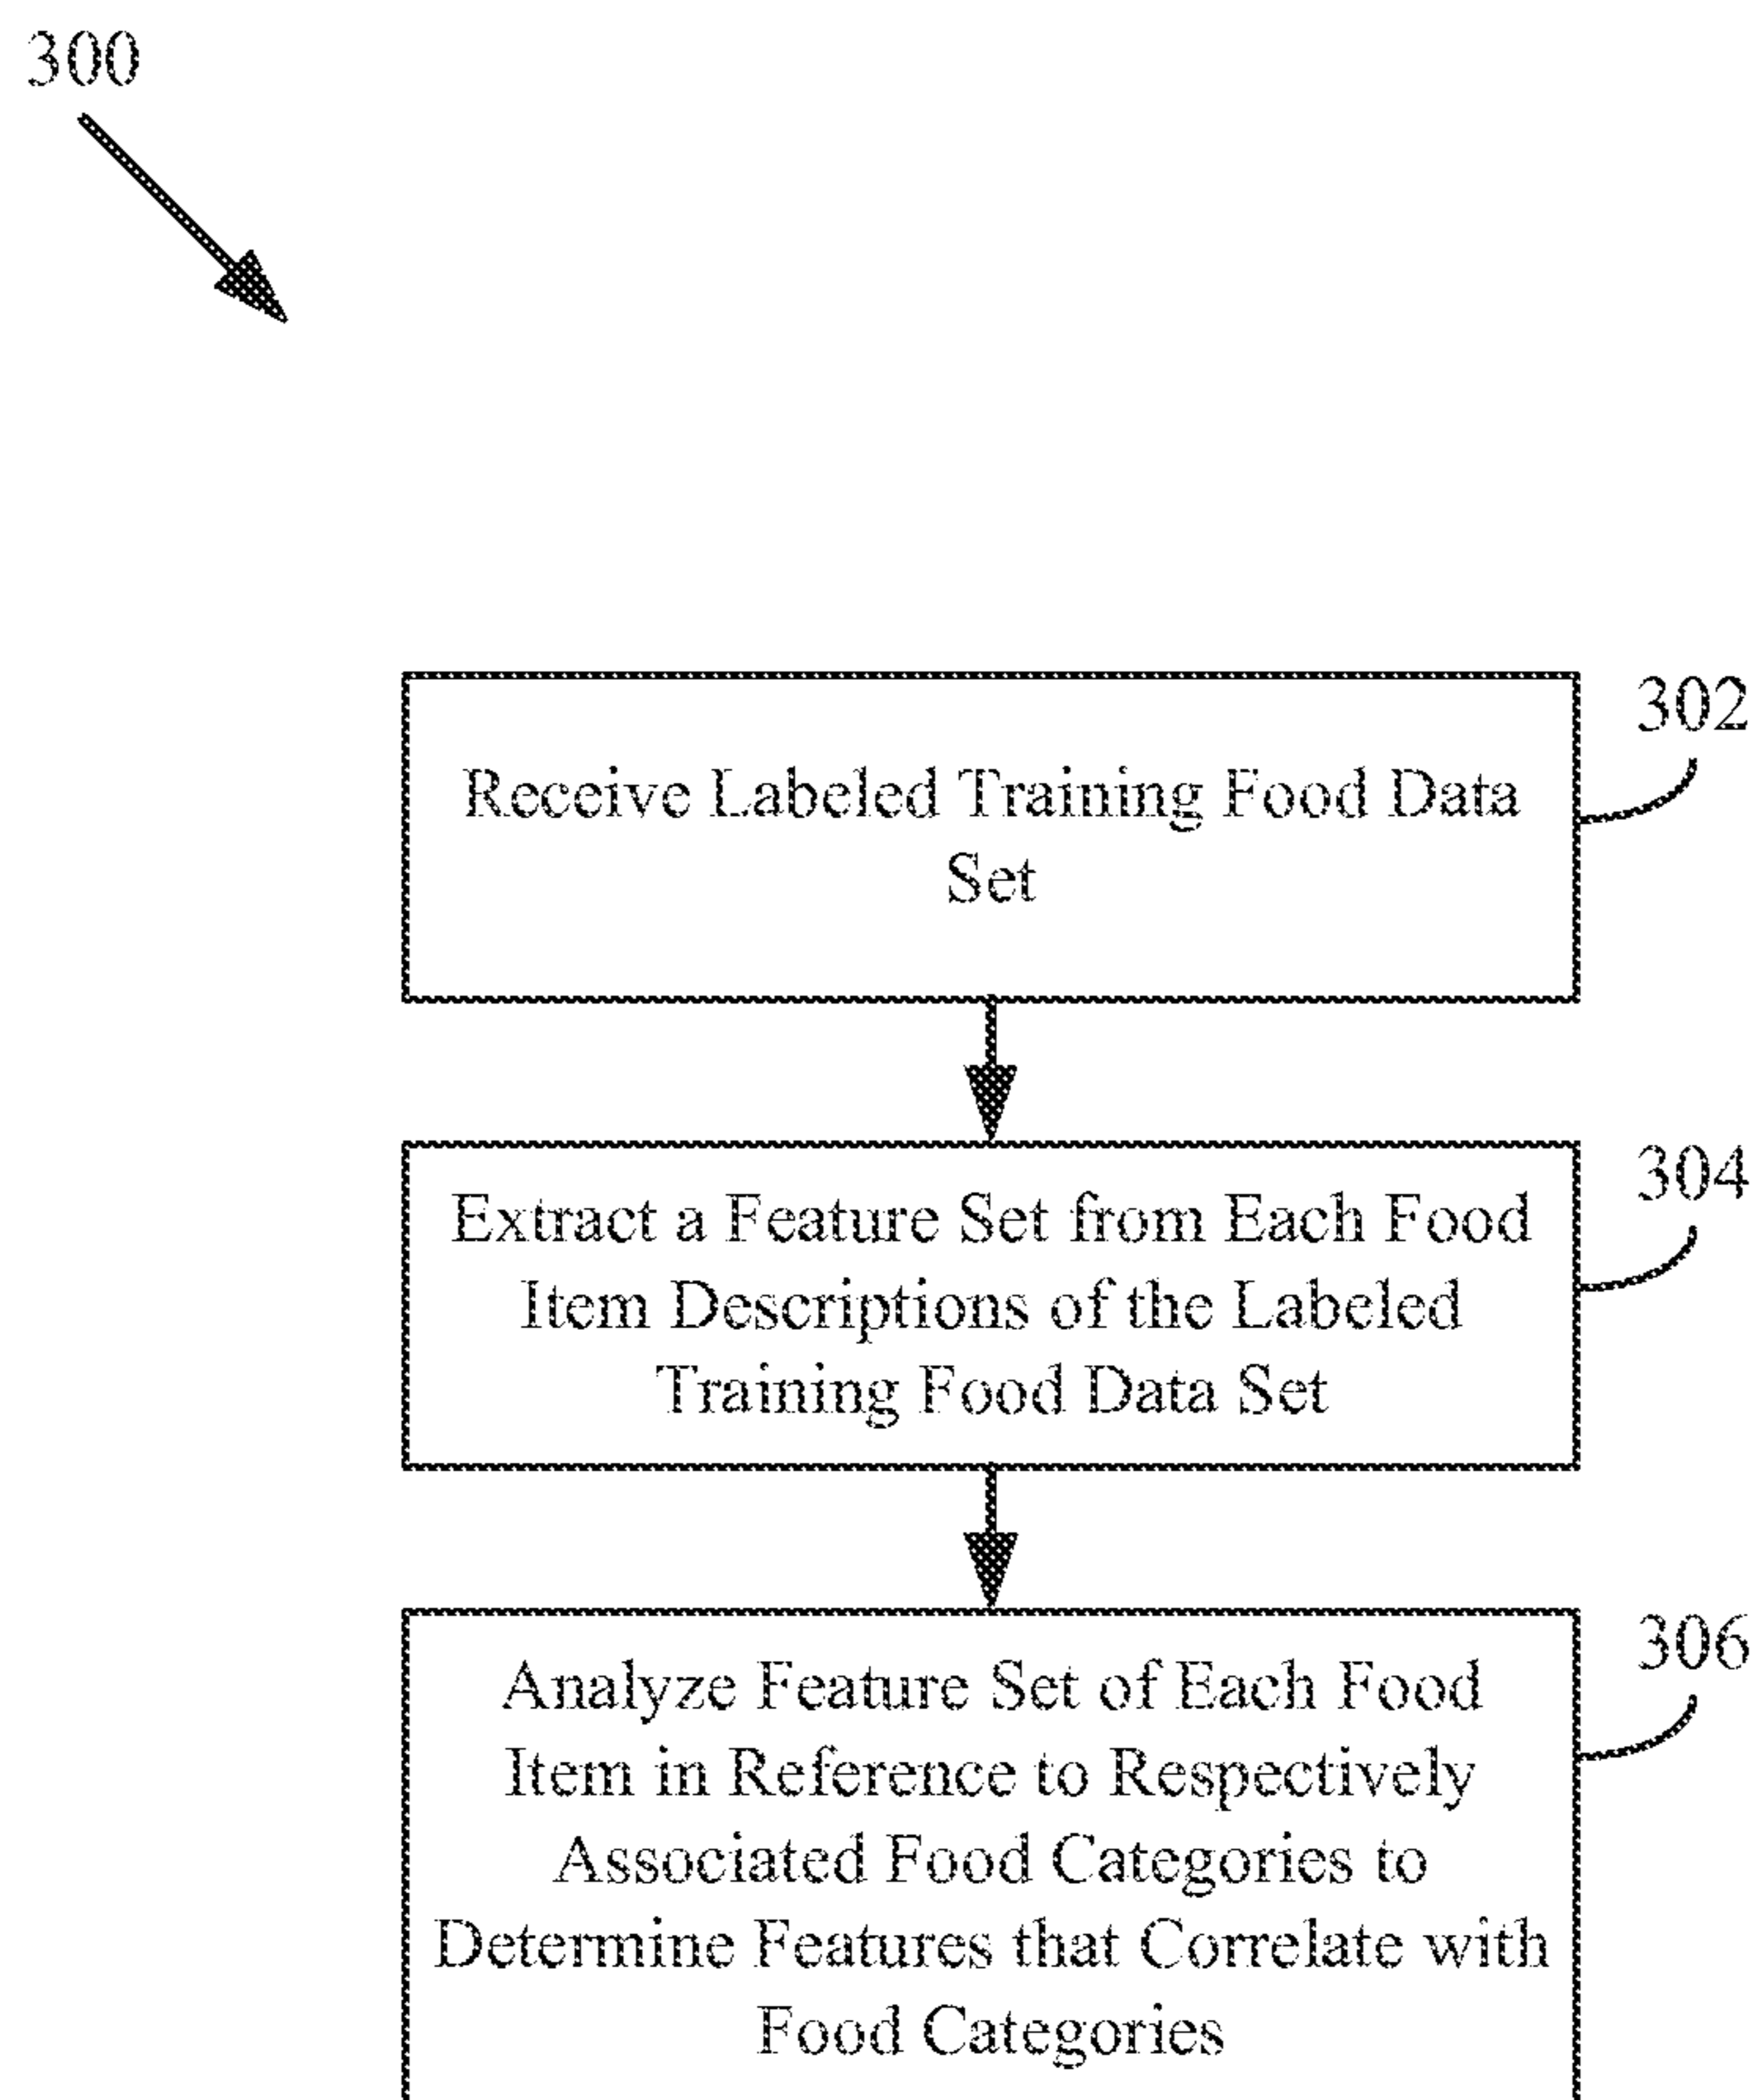 300
302
Receive Labeled Training Food Data
Set
304
Extract a Feature Set from Each Food
Item Descriptions of the Labeled
Training Food Data Set
306
Analyze Feature Set of Each Food
Item in Reference to Respectively
Associated Food Categories to
Determine Features that Correlate with
Food Categories